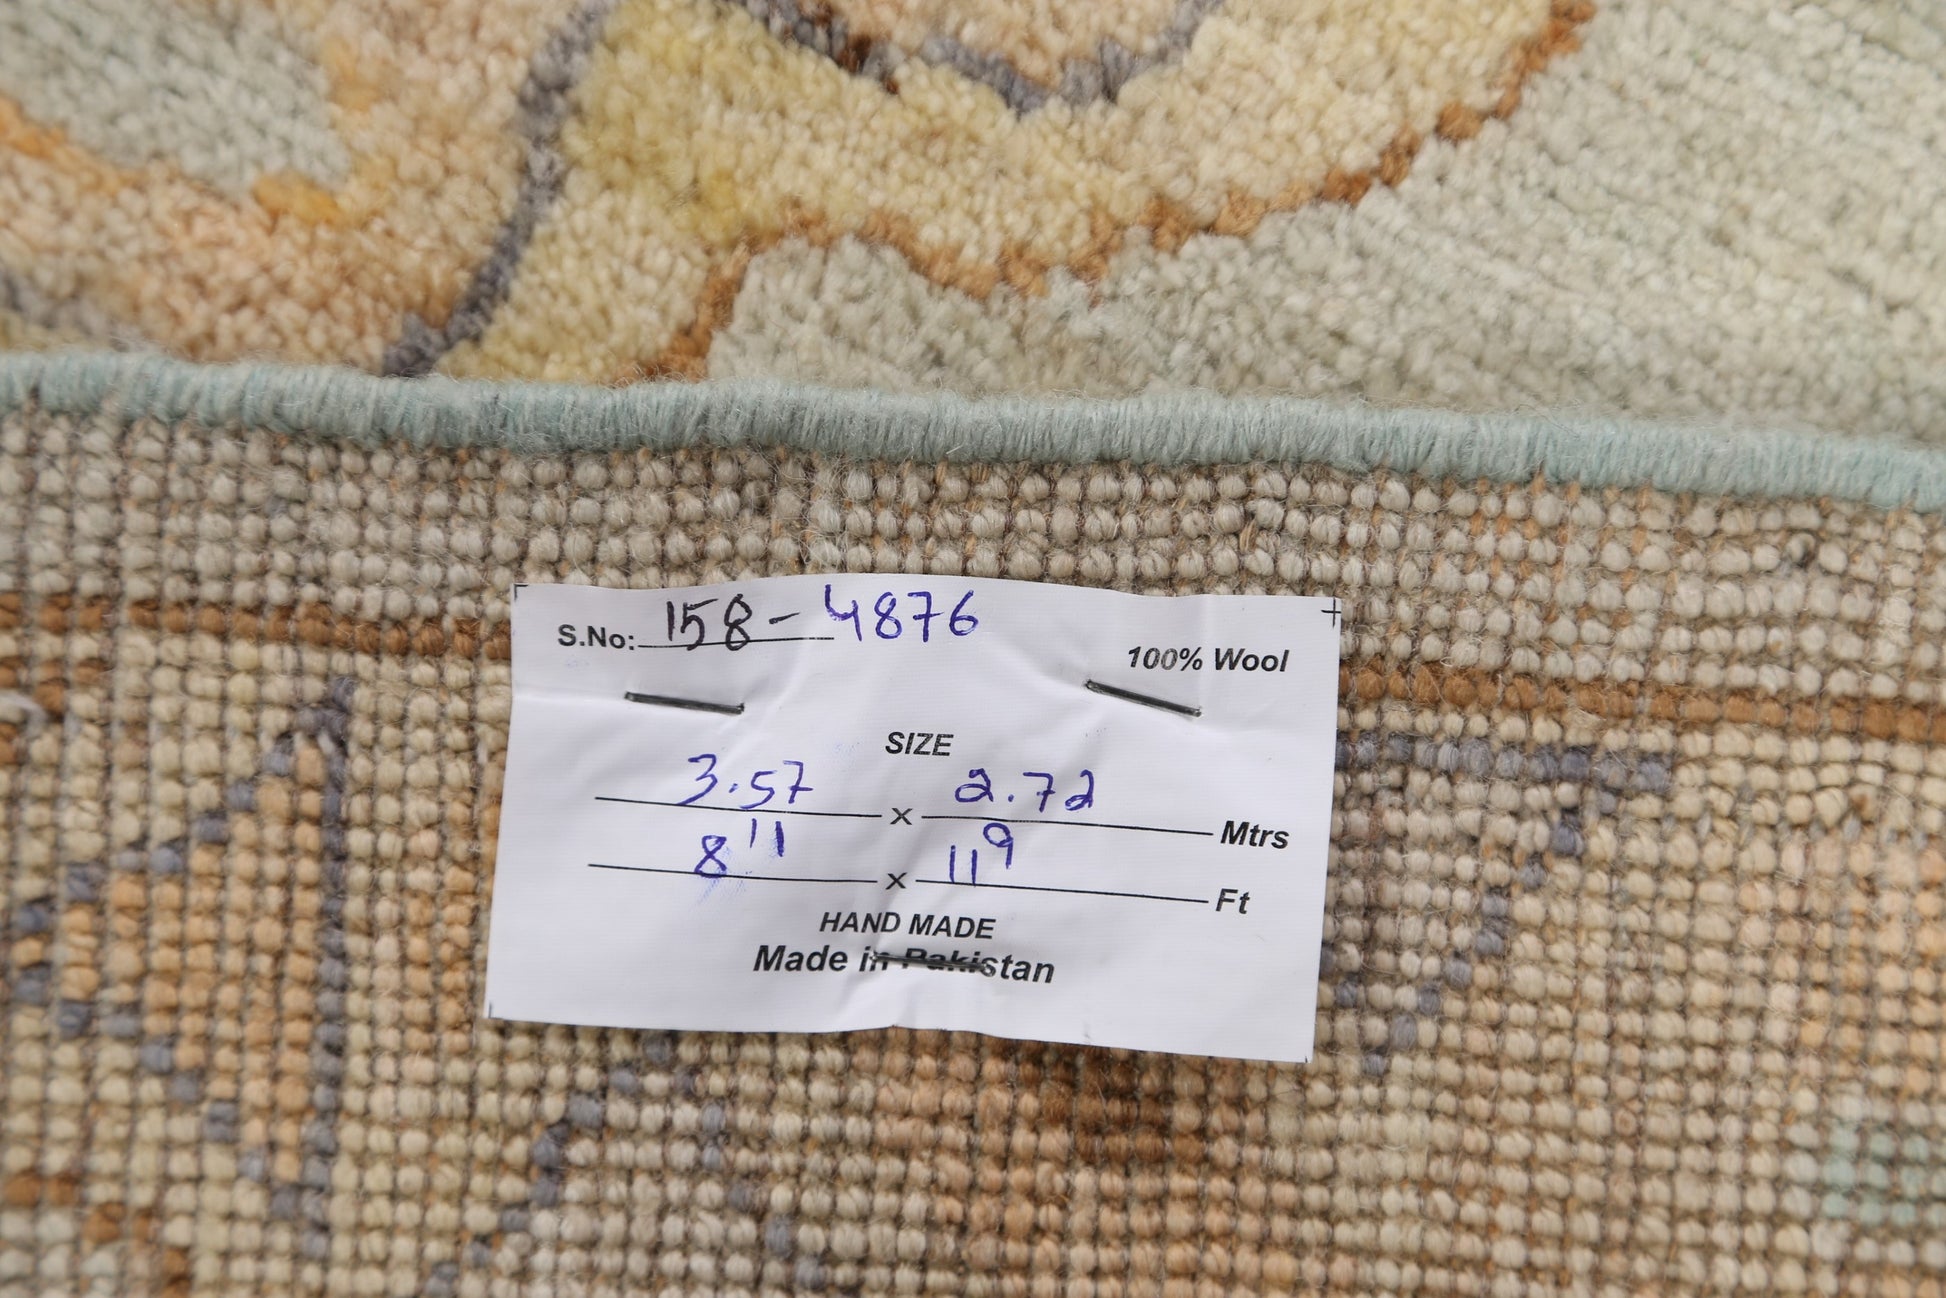 S.No: 158-4876
100% Wool
SIZE
3.57 x 2.72 Mtrs
8 11 x 11 9 Ft
HAND MADE
Made in Pakistan